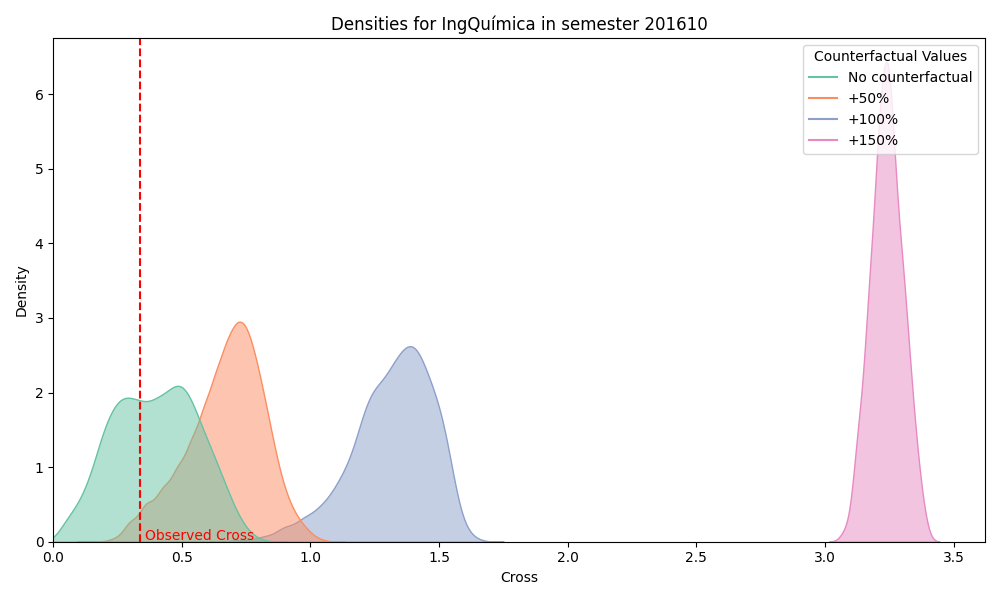 Densities for IngQuímica in semester 201610
Counterfactual Values
No counterfactual
+50%
+100%
+150%
Density
6
5
4
3
2
1
0
Observed Cross
0.0 0.5 1.0 1.5 2.0 2.5 3.0 3.5
Cross